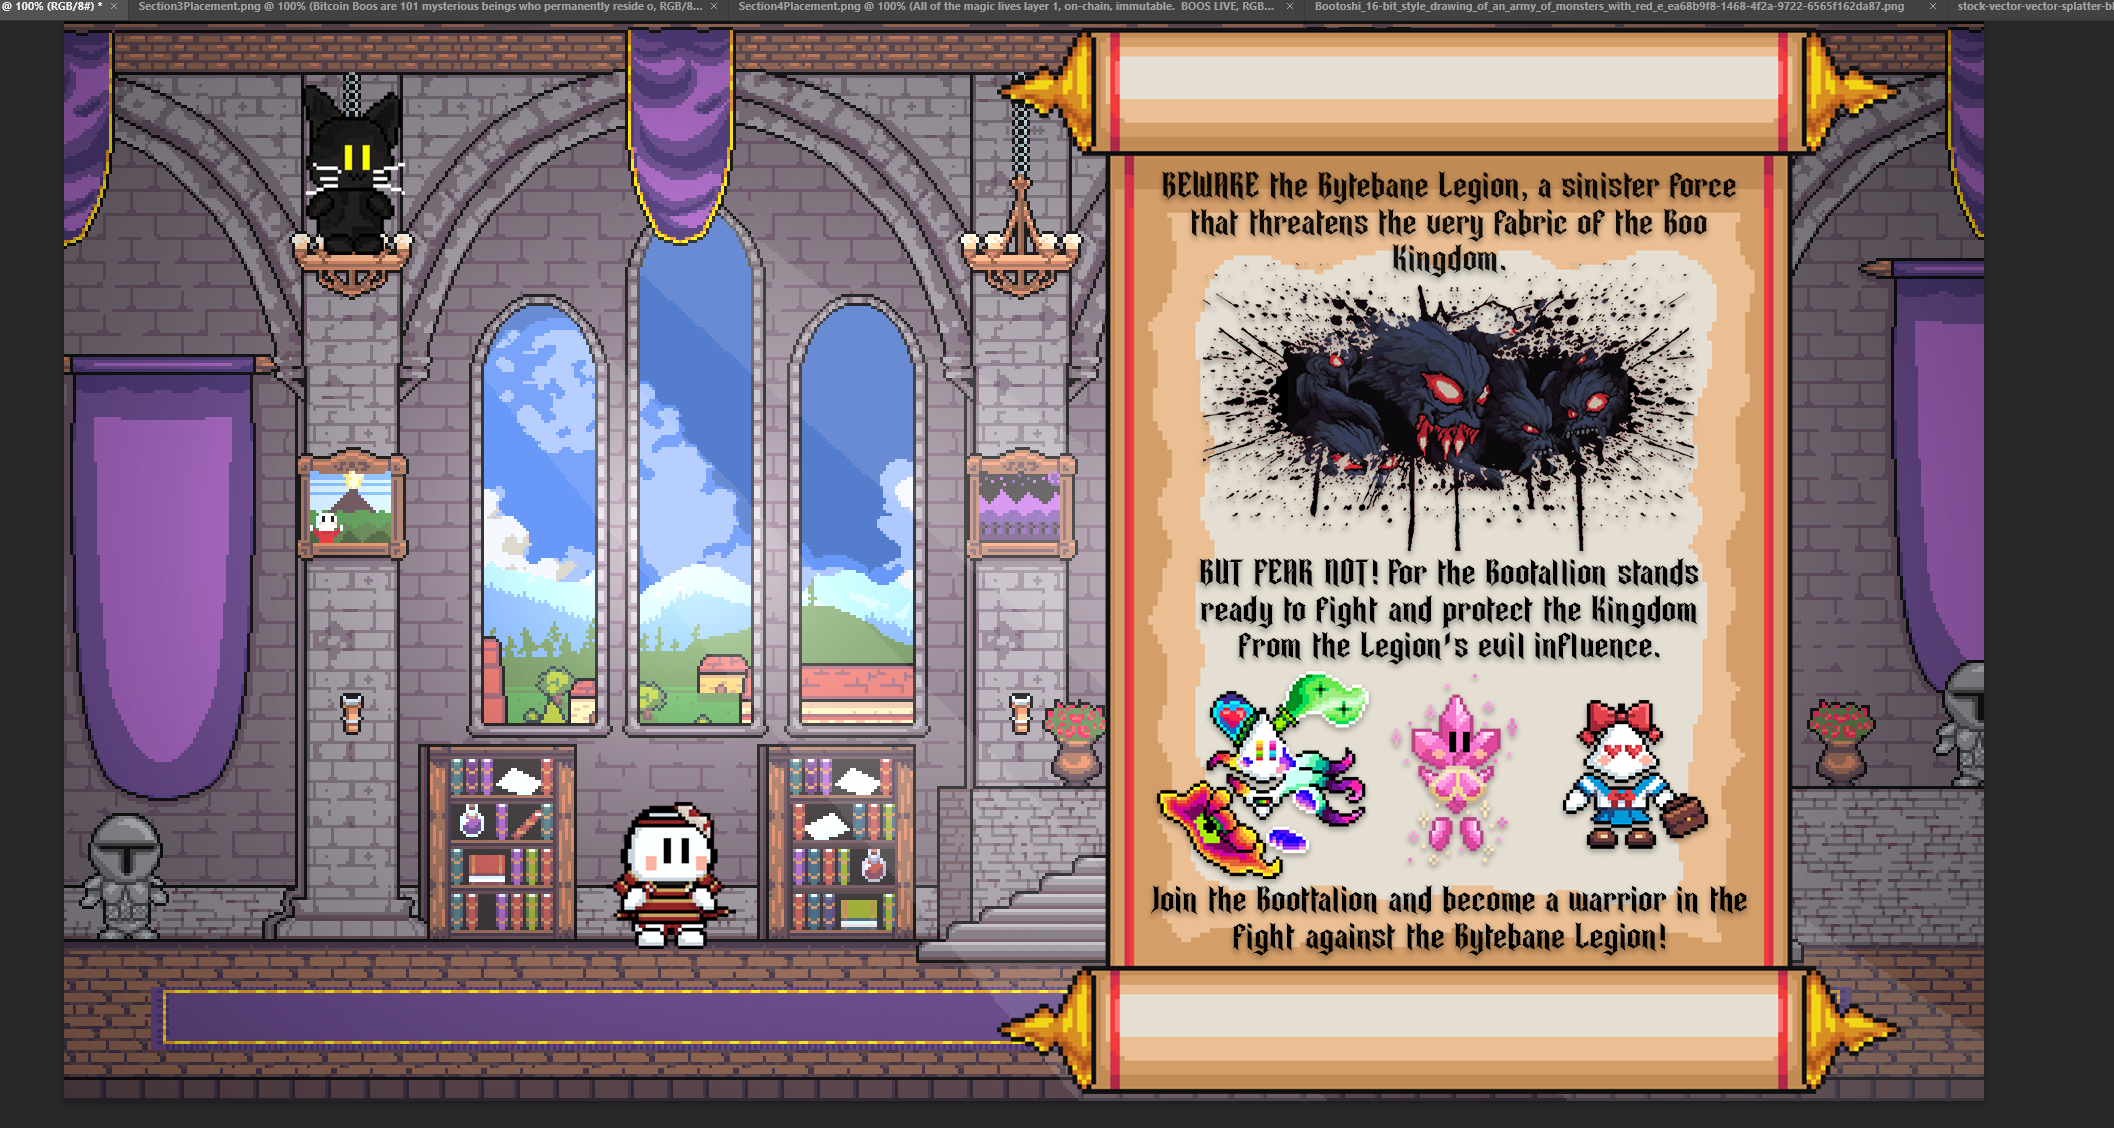 @ 100% (RGB/8#) * × Section3Placement.png @ 100% (Bitcoin Boos are 101 mysterious beings who permanently reside o, RGB/8... × Section4Placement.png @ 100% (All of the magic lives layer 1, on-chain, immutable. BOOS LIVE, RGB... × Bootoshi_16-bit_style_drawing_of_an_army_of_monsters_with_red_e_ea68b9f8-1468-4f2a-9722-6565f162da87.png × stock-vector-vector-splatter-bl
BEWARE the Bytebane Legion, a sinister force
that threatens the very fabric of the Boo
Kingdom.
BUT FEAR NOT! For the Bootallion stands
ready to fight and protect the Kingdom
from the Legion's evil influence.
Join the Boottalion and become a warrior in the
fight against the Bytebane Legion!